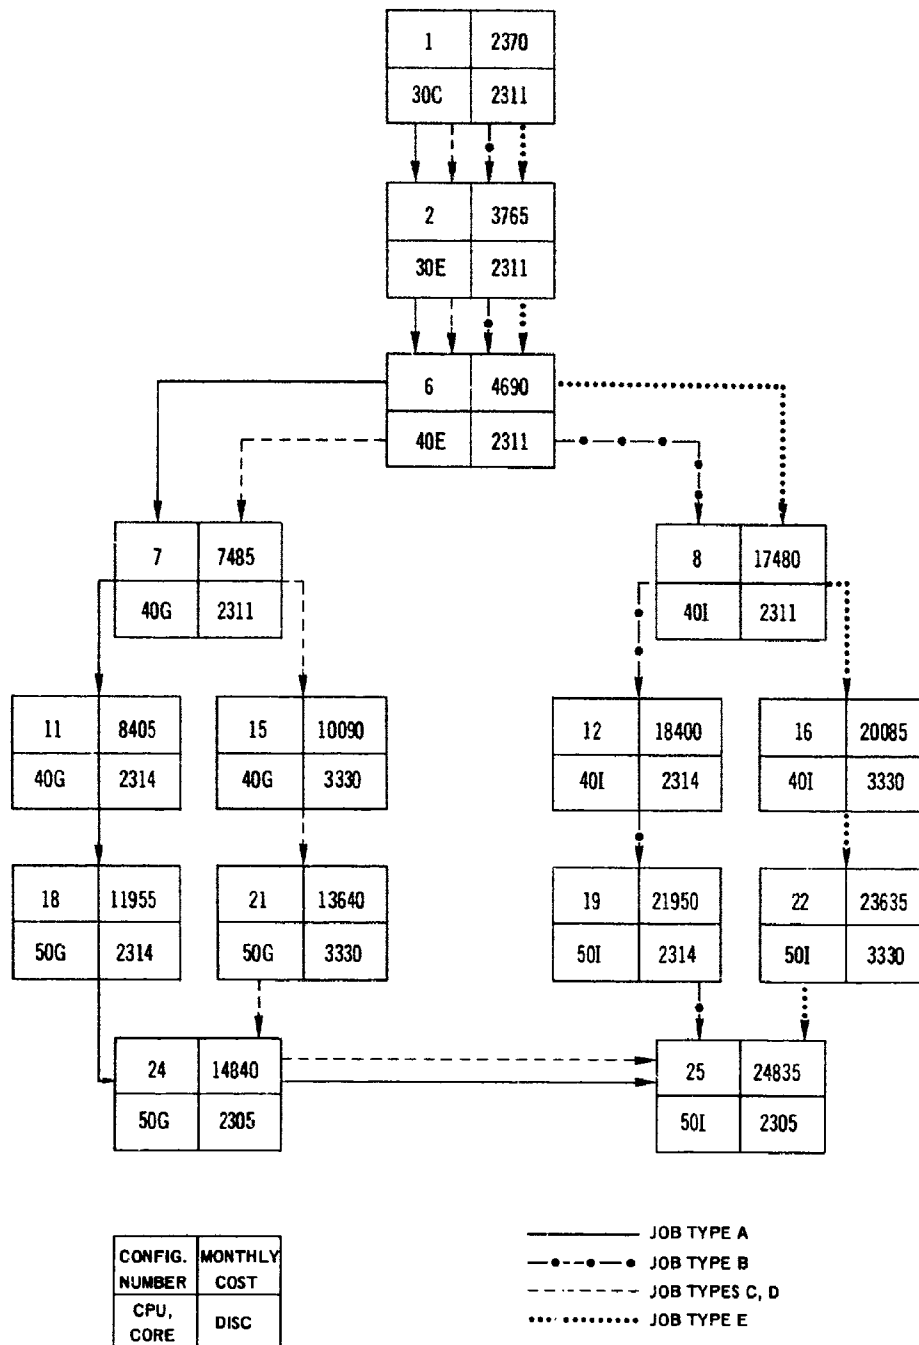 1 2370
30C 2311
2 3765
30E 2311
6 4690
40E 2311
7 7485
40G 2311
8 17480
40I 2311
11 8405
40G 2314
15 10090
40G 3330
12 18400
40I 2314
16 20085
40I 3330
18 11955
50G 2314
21 13640
50G 3330
19 21950
50I 2314
22 23635
50I 3330
24 14840
50G 2305
25 24835
50I 2305
CONFIG. NUMBER
MONTHLY COST
CPU, CORE
DISC
JOB TYPE A
JOB TYPE B
JOB TYPES C, D
JOB TYPE E